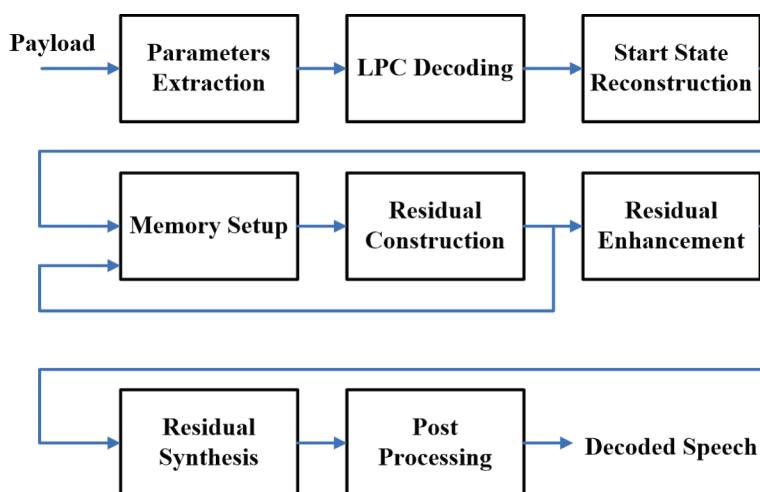 Payload
Parameters
Extraction
LPC Decoding
Start State
Reconstruction
Memory Setup
Residual
Construction
Residual
Enhancement
Residual
Synthesis
Post
Processing
Decoded Speech